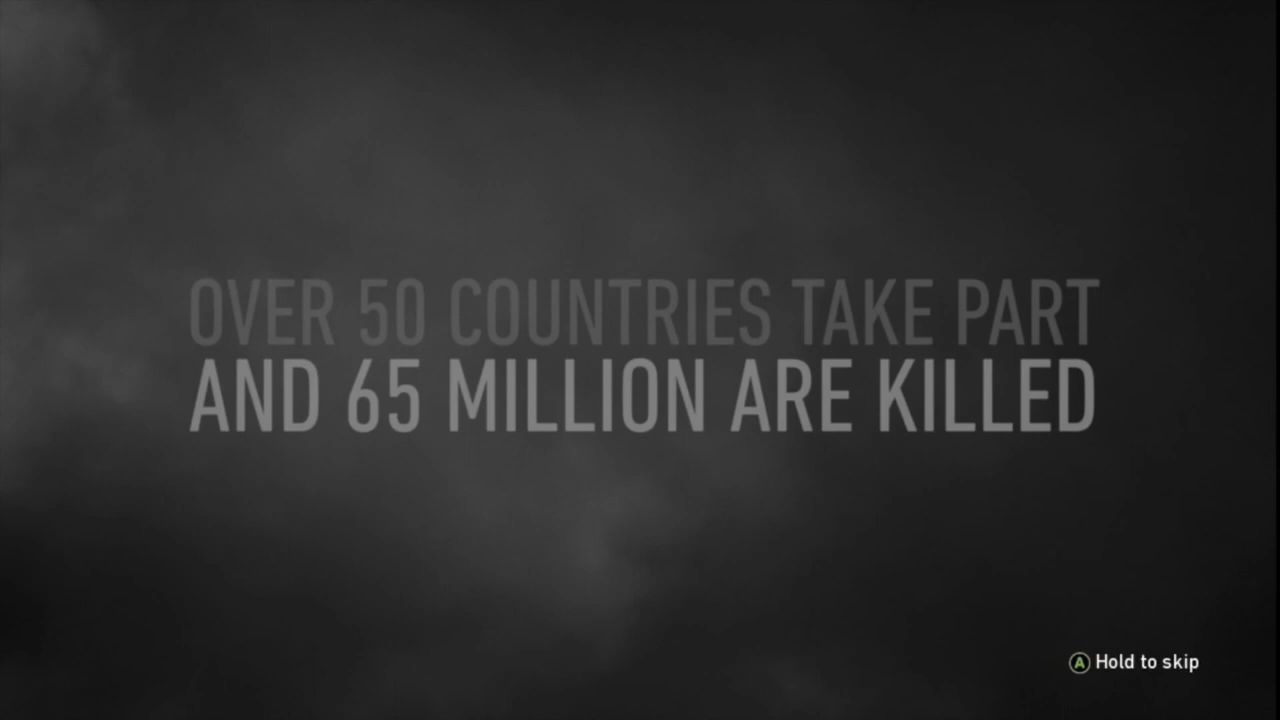 OVER 50 COUNTRIES TAKE PART
AND 65 MILLION ARE KILLED
A Hold to skip